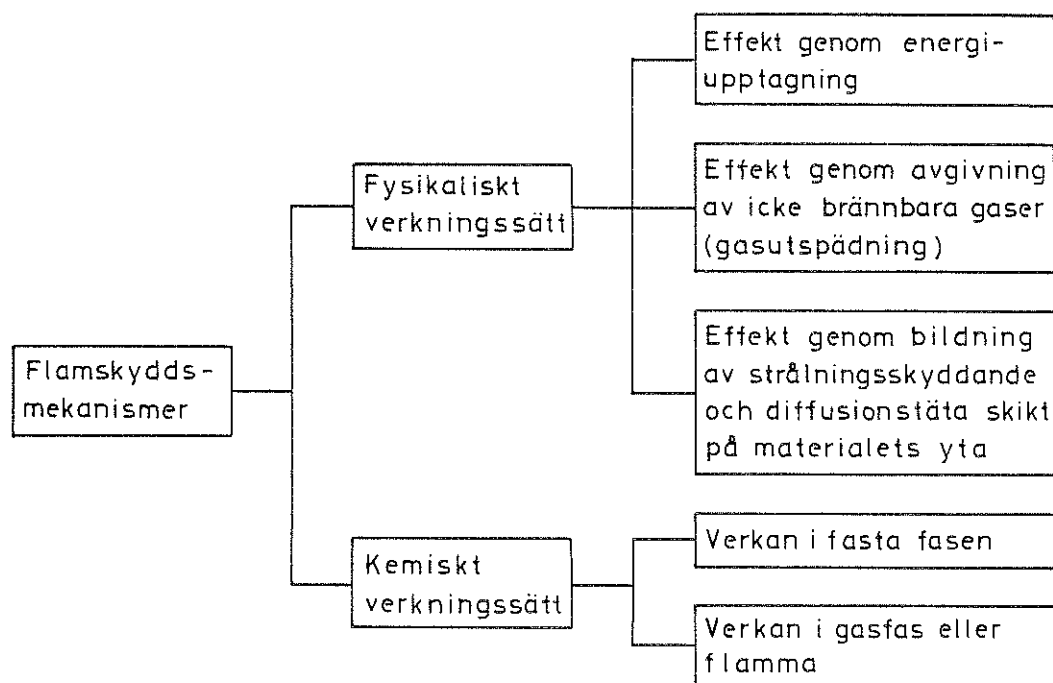 Flamskydds-
mekanismer
Fysikaliskt
verkningssätt
Effekt genom energi-
upptagning
Effekt genom avgivning
av icke brännbara gaser
(gasutspädning)
Effekt genom bildning
av strålningsskyddande
och diffusionstäta skikt
på materialets yta
Kemiskt
verkningssätt
Verkan i fasta fasen
Verkan i gasfas eller
flamma